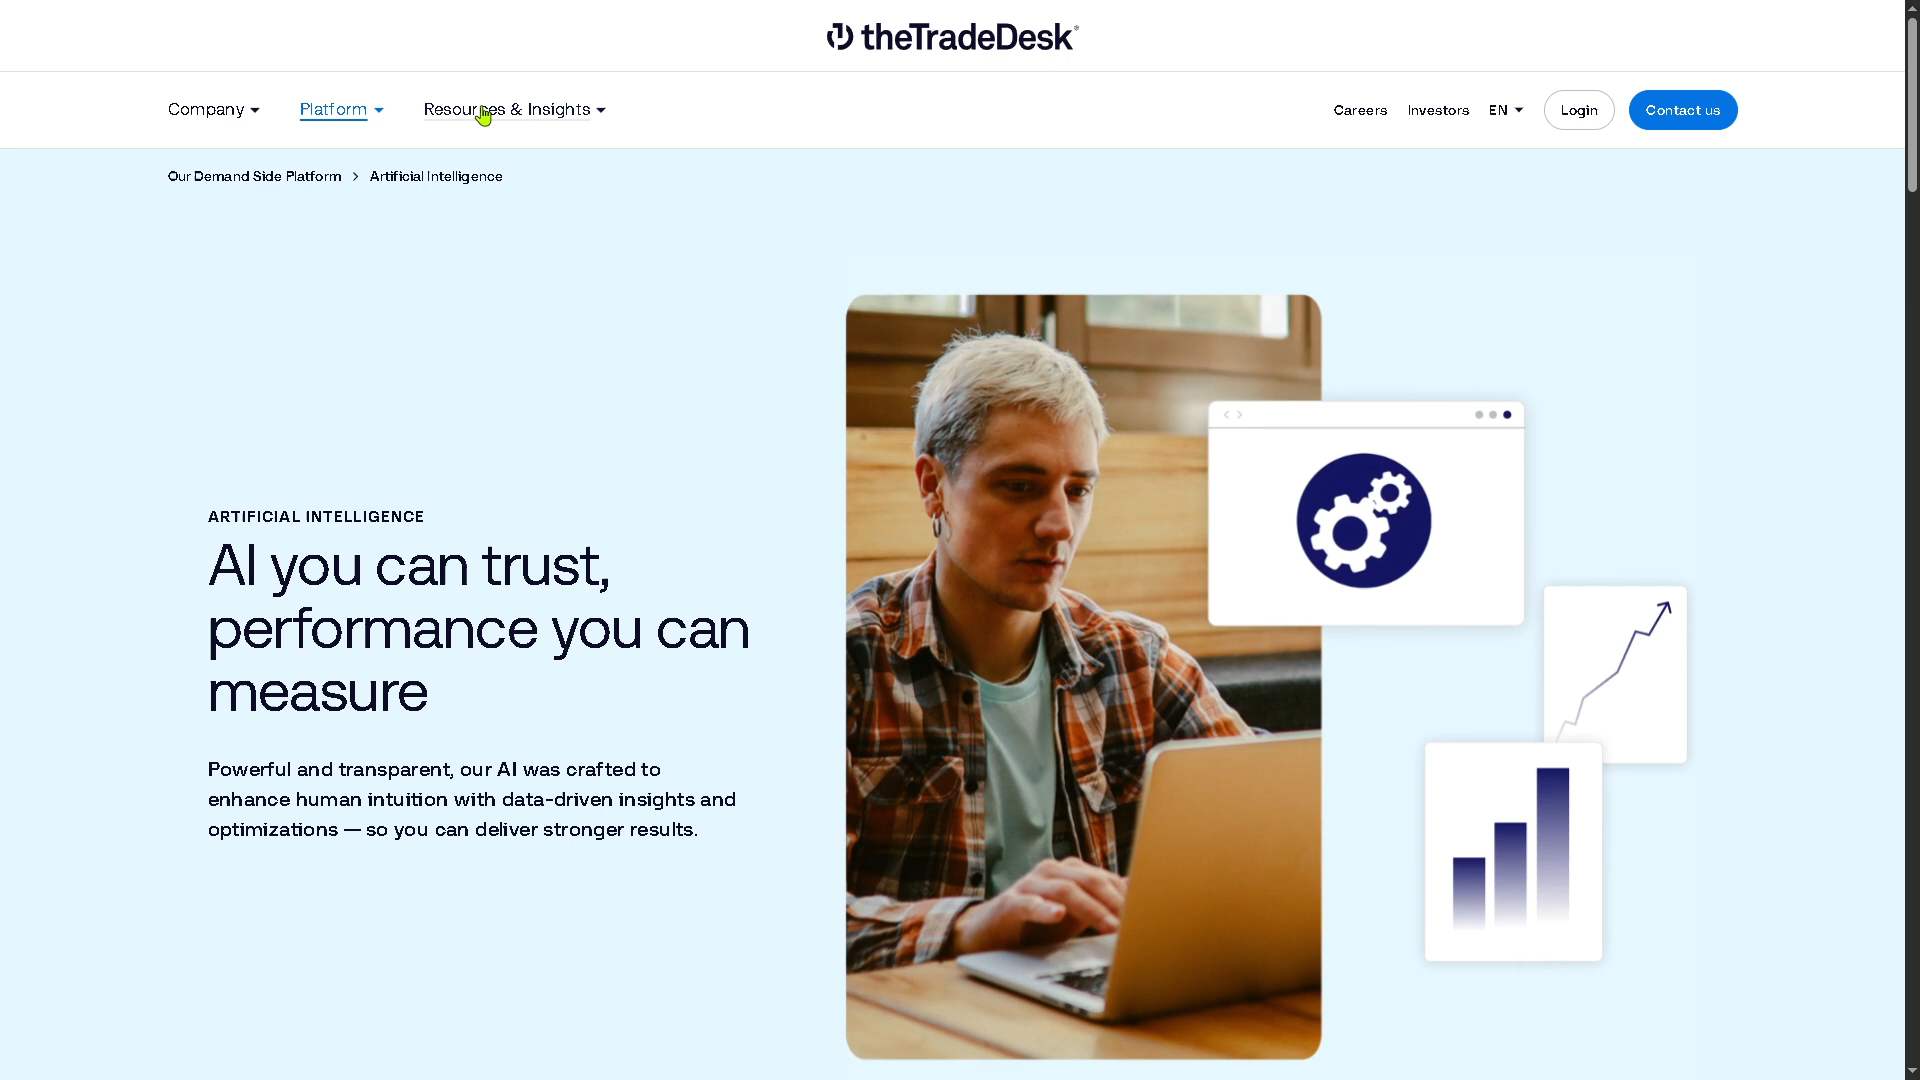 theTradeDesk®
Company
Platform
Resources & Insights
Careers
Investors
EN
Login
Contact us
Our Demand Side Platform > Artificial Intelligence
ARTIFICIAL INTELLIGENCE
AI you can trust,
performance you can
measure
Powerful and transparent, our AI was crafted to
enhance human intuition with data-driven insights and
optimizations — so you can deliver stronger results.